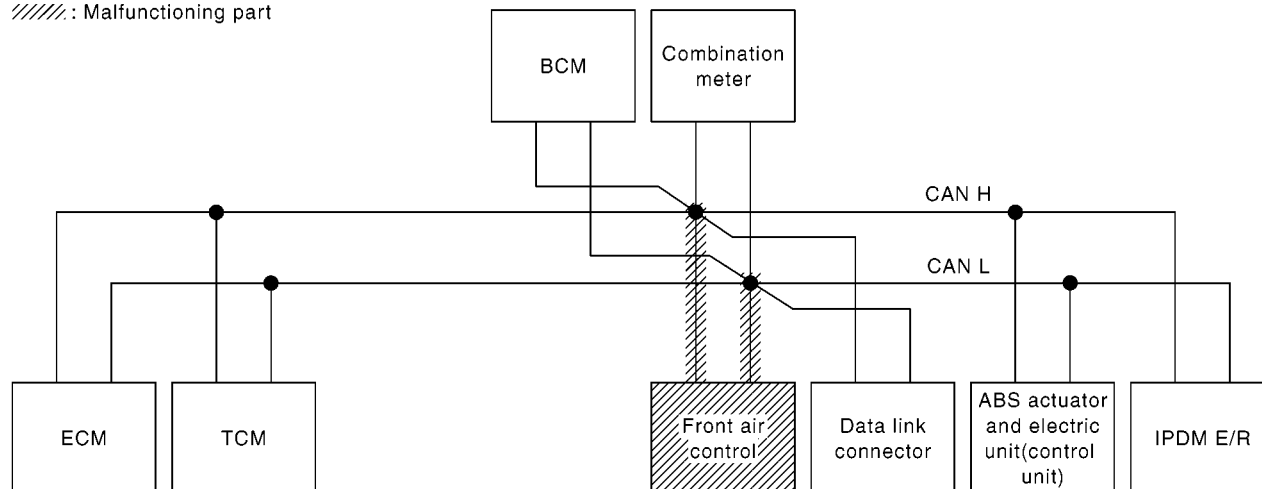 : Malfunctioning part
BCM
Combination
meter
CAN H
CAN L
ECM
TCM
Front air
control
Data link
connector
ABS actuator
and electric
unit(control
unit)
IPDM E/R